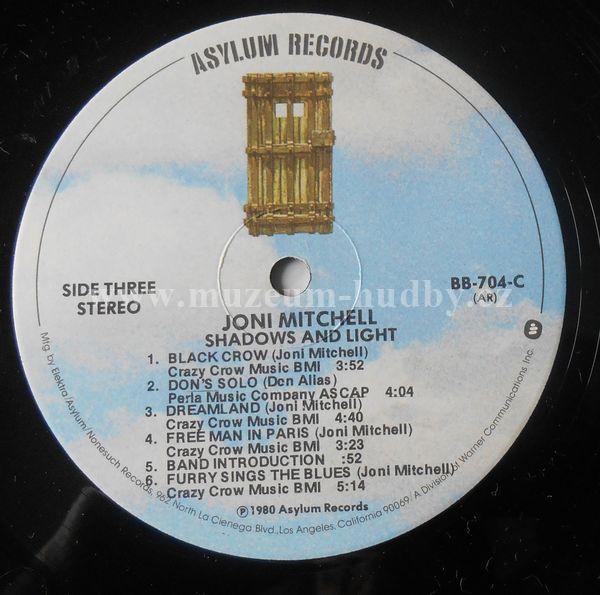 ASYLUM RECORDS
SIDE THREE
STEREO
BB-704-C
(AR)
www.muzeum-hudby.cz
JONI MITCHELL
SHADOWS AND LIGHT
1. BLACK CROW (Joni Mitchell)
Crazy Crow Music BMI 3:52
2. DON'S SOLO (Don Alias)
Perla Music Company ASCAP 4:04
3. DREAMLAND (Joni Mitchell)
Crazy Crow Music BMI 4:40
4. FREE MAN IN PARIS (Joni Mitchell)
Crazy Crow Music BMI 3:23
5. BAND INTRODUCTION :52
6. FURRY SINGS THE BLUES (Joni Mitchell)
Crazy Crow Music BMI 5:14
℗ 1980 Asylum Records
Mfg. by Elektra/Asylum/Nonesuch Records, 962 North La Cienega Blvd., Los Angeles, California 90069/A Division of Warner Communications Inc.